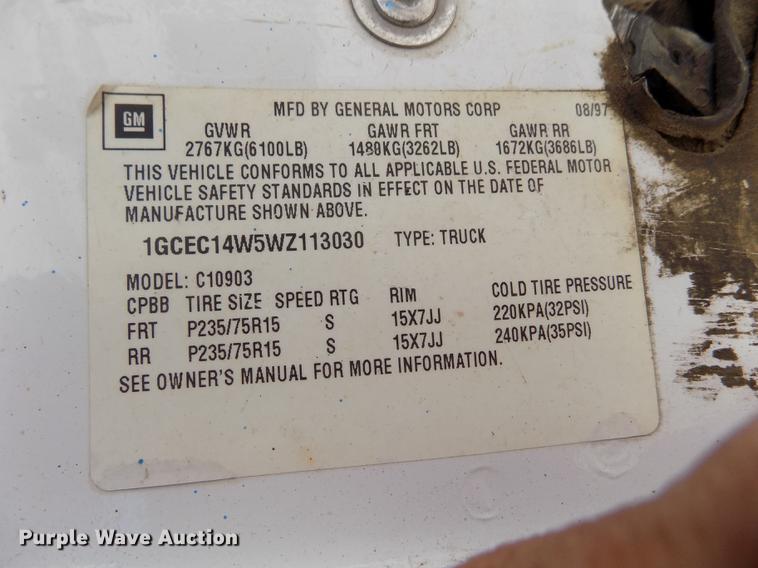 GM
MFD BY GENERAL MOTORS CORP 08/97
GVWR GAWR FRT GAWR RR
2767KG(6100LB) 1480KG(3262LB) 1672KG(3686LB)
THIS VEHICLE CONFORMS TO ALL APPLICABLE U.S. FEDERAL MOTOR
VEHICLE SAFETY STANDARDS IN EFFECT ON THE DATE OF
MANUFACTURE SHOWN ABOVE.
1GCEC14W5WZ113030 TYPE: TRUCK
MODEL: C10903
CPBB TIRE SIZE SPEED RTG RIM COLD TIRE PRESSURE
FRT P235/75R15 S 15X7JJ 220KPA(32PSI)
RR P235/75R15 S 15X7JJ 240KPA(35PSI)
SEE OWNER'S MANUAL FOR MORE INFORMATION.
Purple Wave Auction